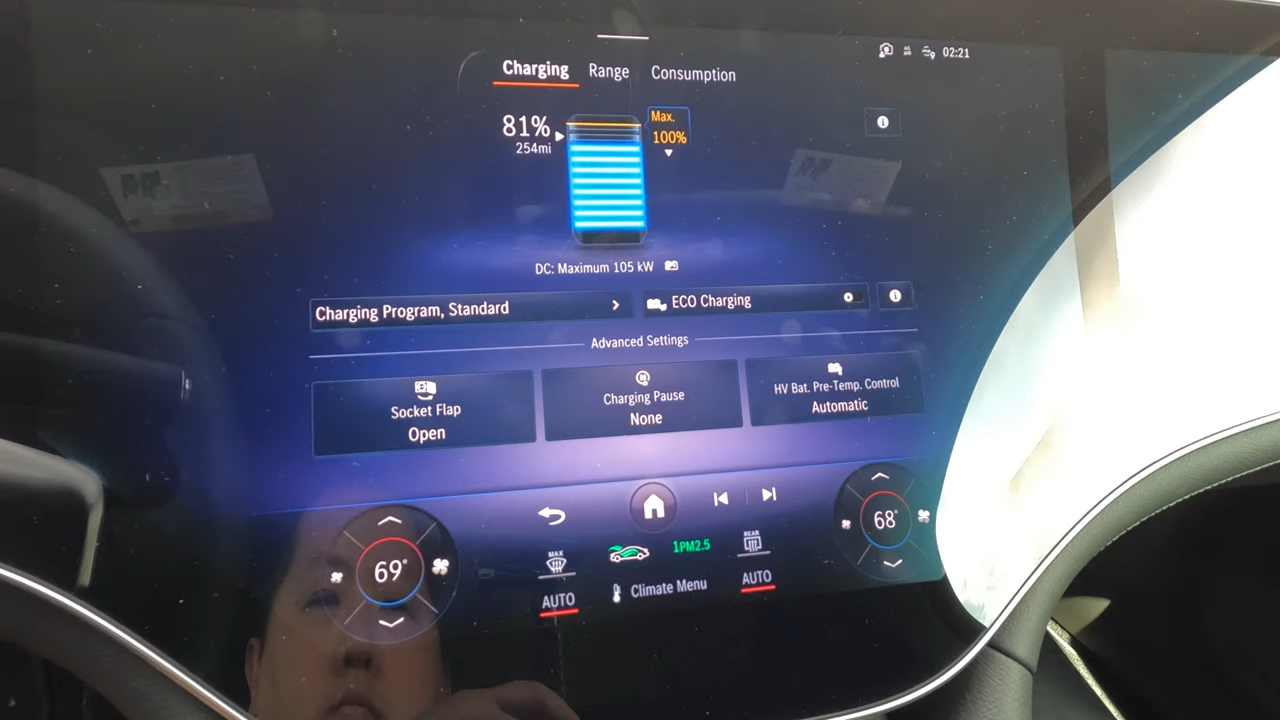 02:21
Charging Range Consumption
81%
254mi
Max.
100%
DC: Maximum 105 kW
Charging Program, Standard
ECO Charging
Advanced Settings
Socket Flap
Open
Charging Pause
None
HV Bat. Pre-Temp. Control
Automatic
69°
68°
MAX
1PM2.5
REAR
AUTO
Climate Menu
AUTO